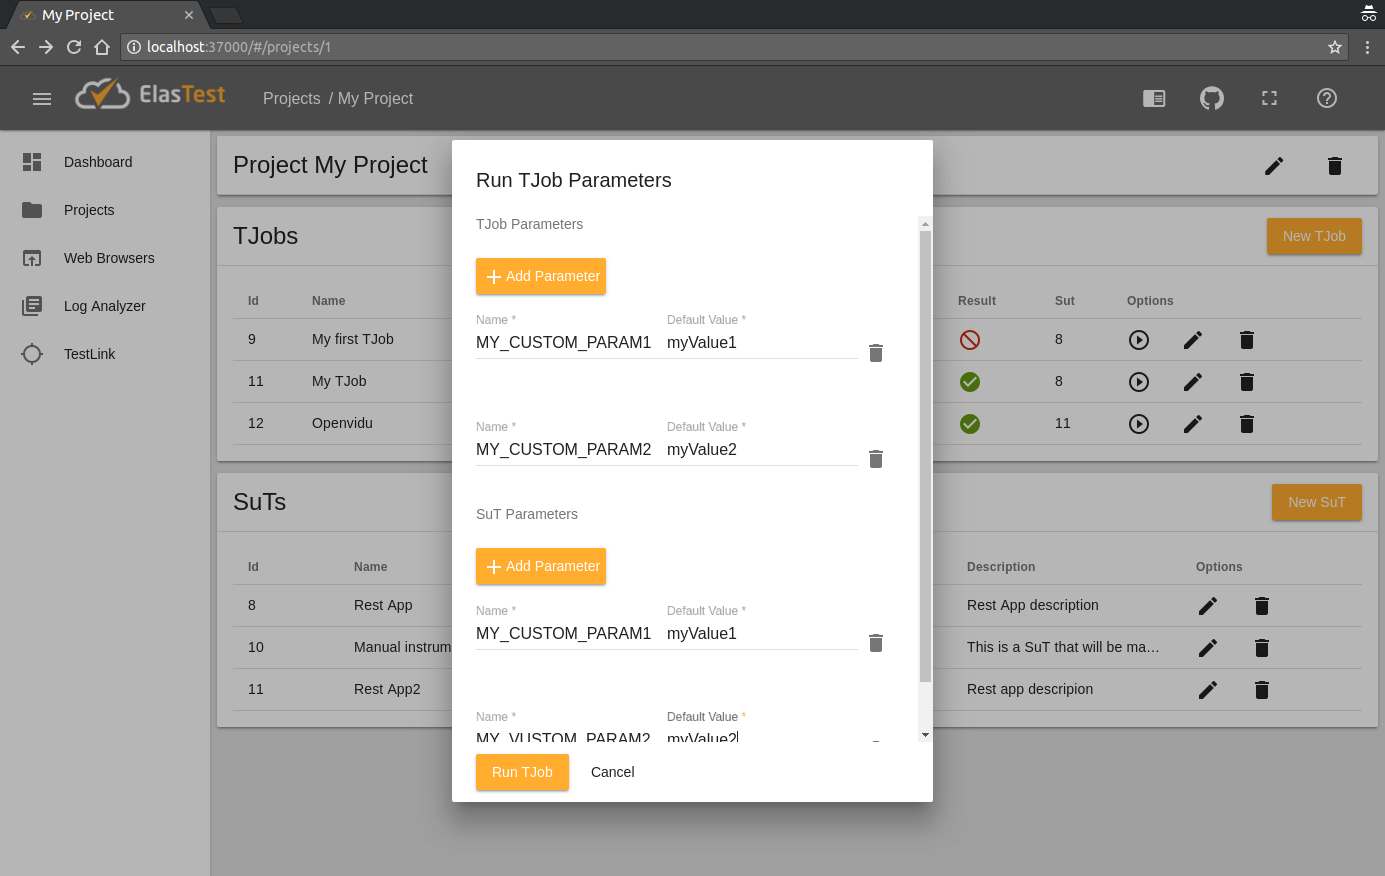 My Project
localhost:37000/#/projects/1
ElasTest
Projects / My Project
Dashboard
Projects
Web Browsers
Log Analyzer
TestLink
Project My Project
TJobs
New TJob
Id Name Result Sut Options
9 My first TJob 8
11 My TJob 8
12 Openvidu 11
SuTs
New SuT
Id Name Description Options
8 Rest App Rest App description
10 Manual instrum This is a SuT that will be ma…
11 Rest App2 Rest app descripion
Run TJob Parameters
TJob Parameters
Add Parameter
Name * Default Value *
MY_CUSTOM_PARAM1 myValue1
Name * Default Value *
MY_CUSTOM_PARAM2 myValue2
SuT Parameters
Add Parameter
Name * Default Value *
MY_CUSTOM_PARAM1 myValue1
Name * Default Value *
MY_VUSTOM_PARAM2 myValue2
Run TJob Cancel